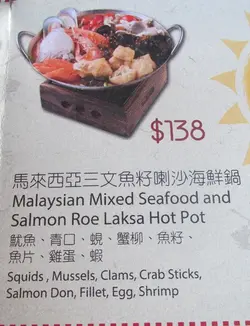 $138
馬來西亞三文魚籽喇沙海鮮鍋
Malaysian Mixed Seafood and
Salmon Roe Laksa Hot Pot
魷魚、青口、蜆、蟹柳、魚籽、
魚片、雞蛋、蝦
Squids , Mussels, Clams, Crab Sticks,
Salmon Don, Fillet, Egg, Shrimp